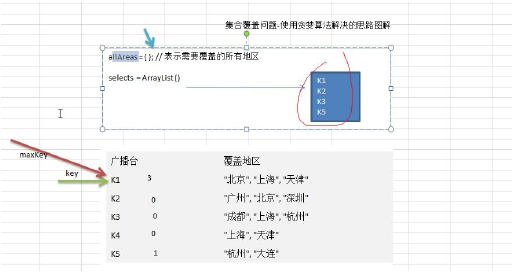 集合覆盖问题-使用贪婪算法解决的思路图解
allAreas = { }; // 表示需要覆盖的所有地区
selects = ArrayList()
K1
K2
K3
K5
maxKey
key
广播台 覆盖地区
K1 3 "北京", "上海", "天津"
K2 0 "广州", "北京", "深圳"
K3 0 "成都", "上海", "杭州"
K4 0 "上海", "天津"
K5 1 "杭州", "大连"